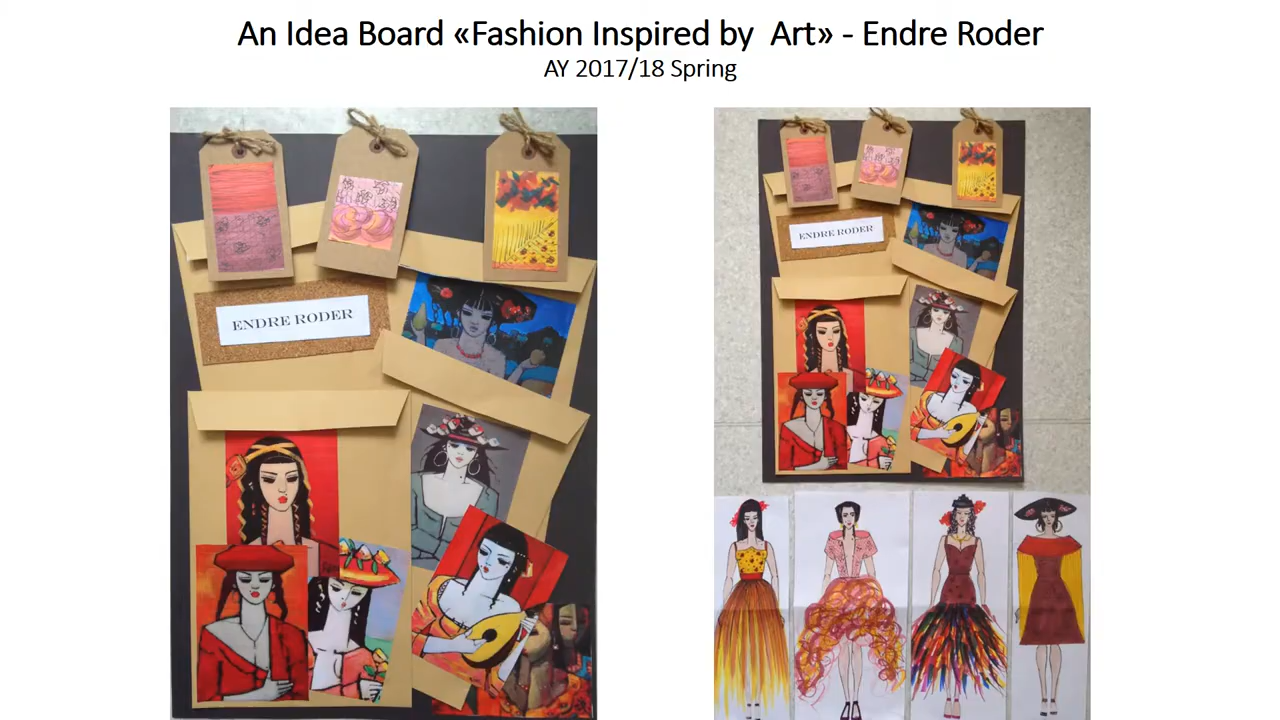 An Idea Board «Fashion Inspired by  Art» - Endre Roder
AY 2017/18 Spring
ENDRE RODER
ENDRE RODER